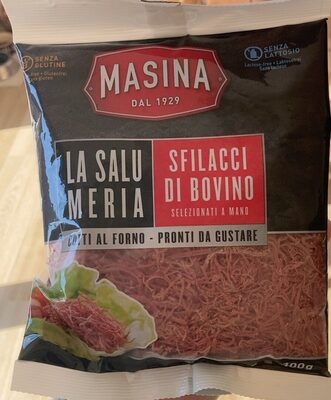 SENZA
GLUTINE
SENZA
LATTOSIO
MASINA
DAL 1929
LA SALU
MERIA
SFILACCI
DI BOVINO
SELEZIONATI A MANO
COTTI AL FORNO - PRONTI DA GUSTARE
100g